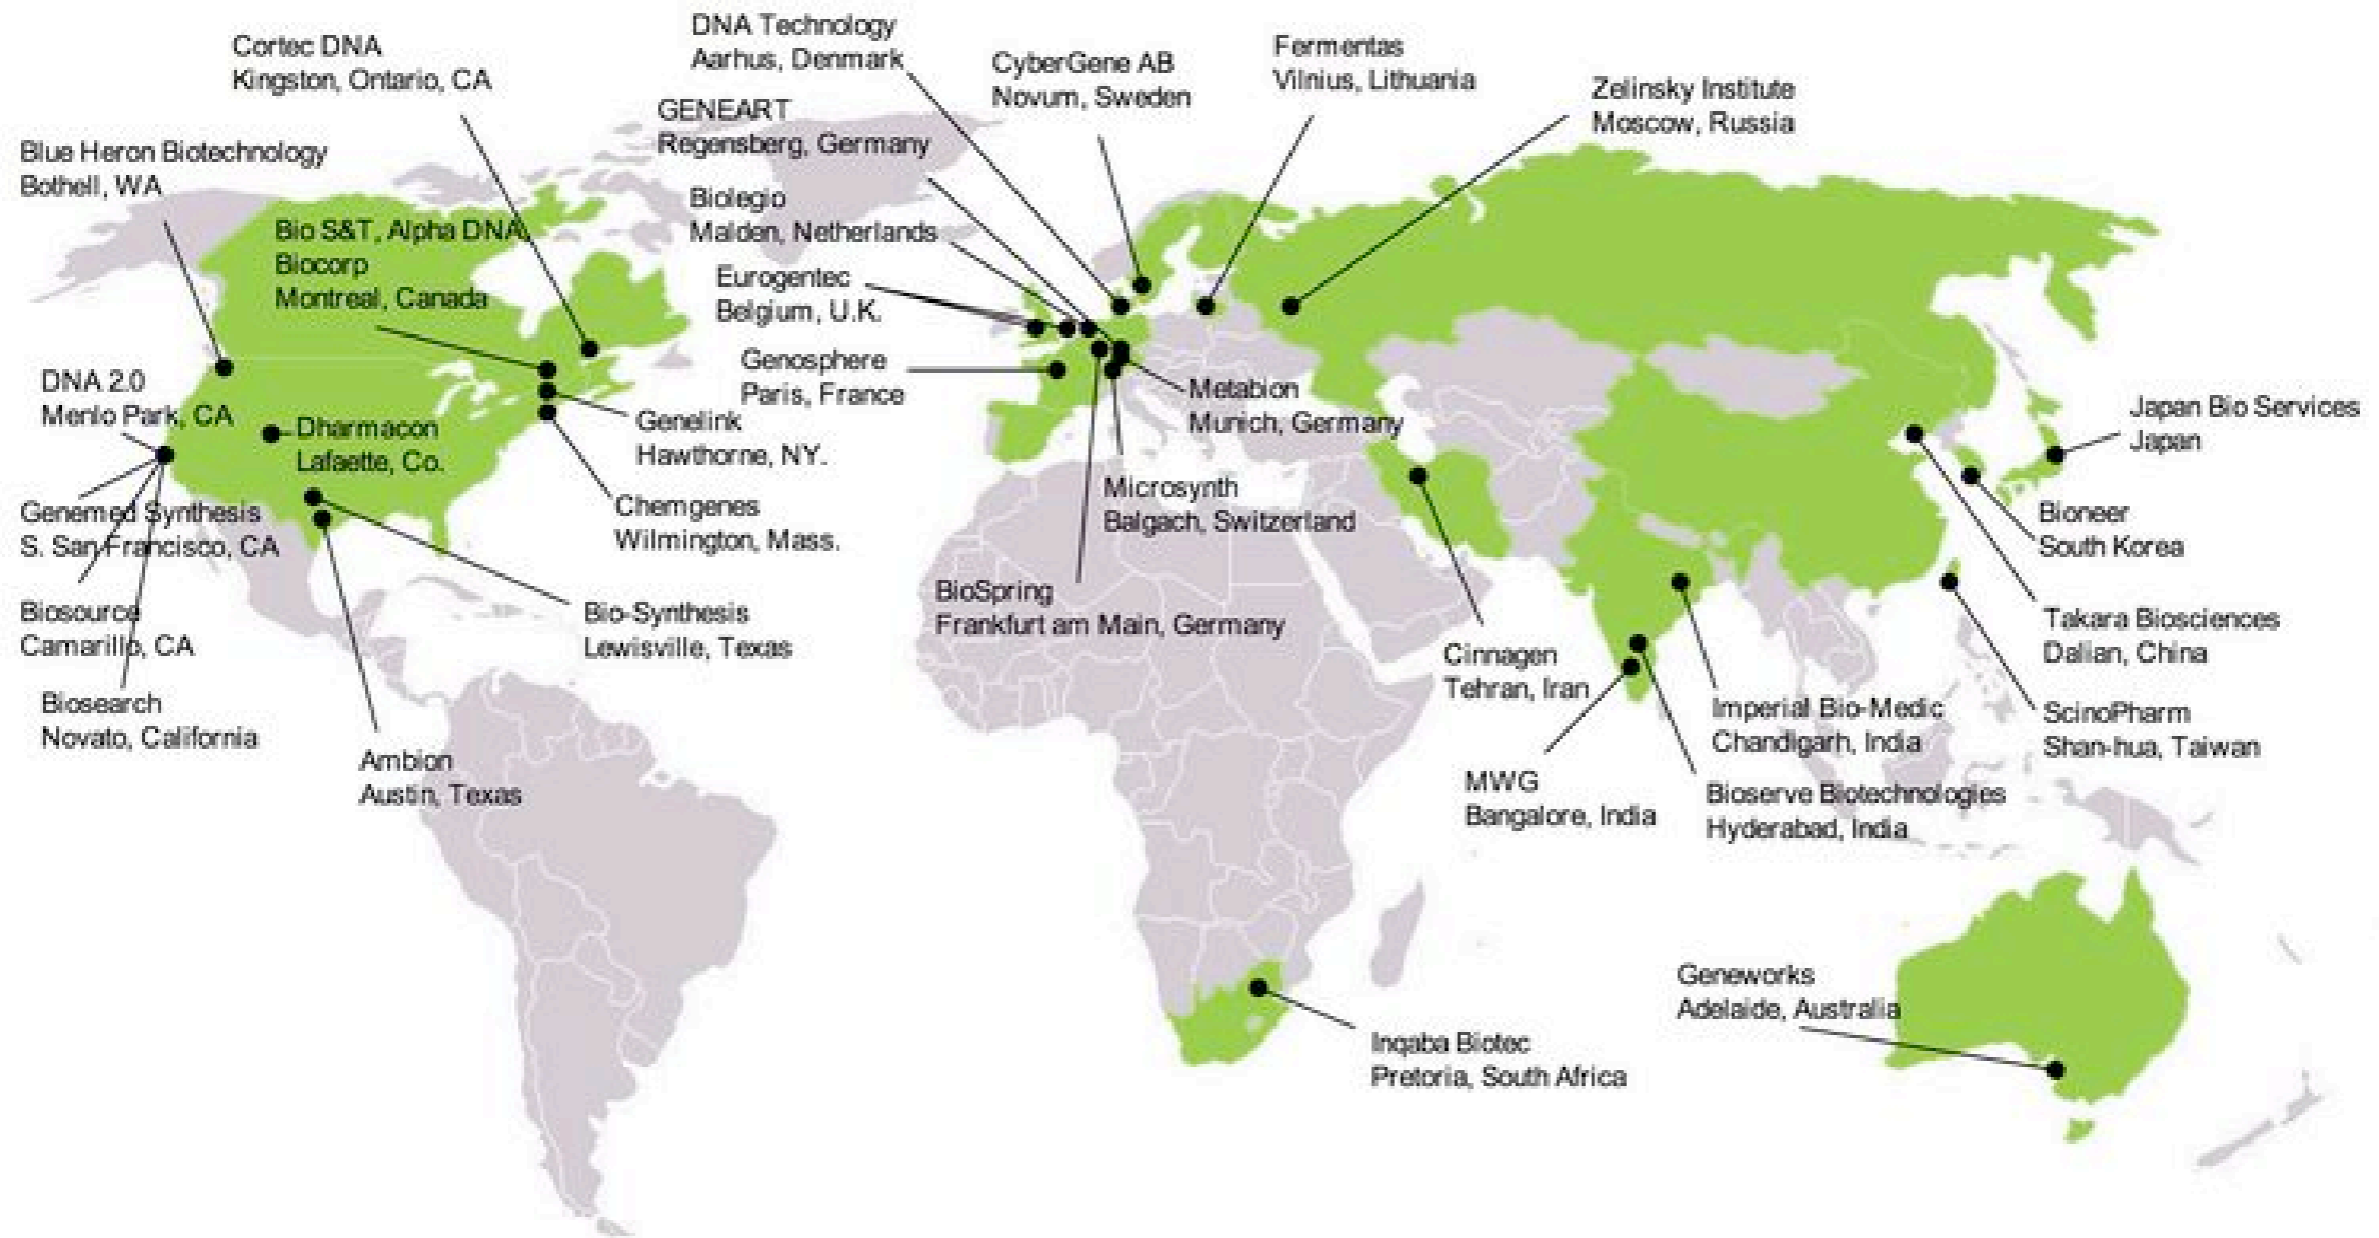 Cortec DNA
Kingston, Ontario, CA
DNA Technology
Aarhus, Denmark
CyberGene AB
Novum, Sweden
Fermentas
Vilnius, Lithuania
Zelinsky Institute
Moscow, Russia
GENEART
Regensberg, Germany
Blue Heron Biotechnology
Bothell, WA
Biolegio
Malden, Netherlands
Bio S&T, Alpha DNA,
Biocorp
Montreal, Canada
Eurogentec
Belgium, U.K.
Genosphere
Paris, France
DNA 2.0
Menlo Park, CA
Dharmacon
Lafaette, Co.
Genelink
Hawthorne, NY.
Metabion
Munich, Germany
Japan Bio Services
Japan
Genemed Synthesis
S. San Francisco, CA
Chemgenes
Wilmington, Mass.
Microsynth
Balgach, Switzerland
Bioneer
South Korea
Biosource
Camarillo, CA
Bio-Synthesis
Lewisville, Texas
BioSpring
Frankfurt am Main, Germany
Takara Biosciences
Dalian, China
Cinnagen
Tehran, Iran
Biosearch
Novato, California
Imperial Bio-Medic
Chandigarh, India
ScinoPharm
Shan-hua, Taiwan
Ambion
Austin, Texas
MWG
Bangalore, India
Bioserve Biotechnologies
Hyderabad, India
Geneworks
Adelaide, Australia
Inqaba Biotec
Pretoria, South Africa